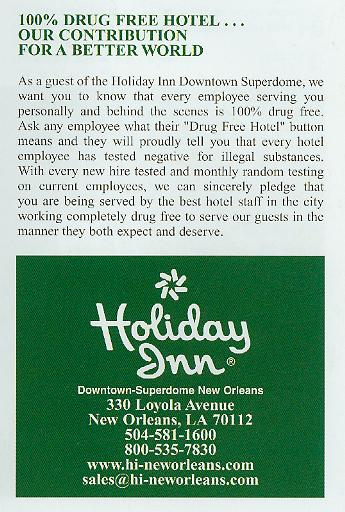 100% DRUG FREE HOTEL . . .
OUR CONTRIBUTION
FOR A BETTER WORLD
As a guest of the Holiday Inn Downtown Superdome, we
want you to know that every employee serving you
personally and behind the scenes is 100% drug free.
Ask any employee what their "Drug Free Hotel" button
means and they will proudly tell you that every hotel
employee has tested negative for illegal substances.
With every new hire tested and monthly random testing
on current employees, we can sincerely pledge that
you are being served by the best hotel staff in the city
working completely drug free to serve our guests in the
manner they both expect and deserve.
Holiday
Inn®
Downtown-Superdome New Orleans
330 Loyola Avenue
New Orleans, LA 70112
504-581-1600
800-535-7830
www.hi-neworleans.com
sales@hi-neworleans.com